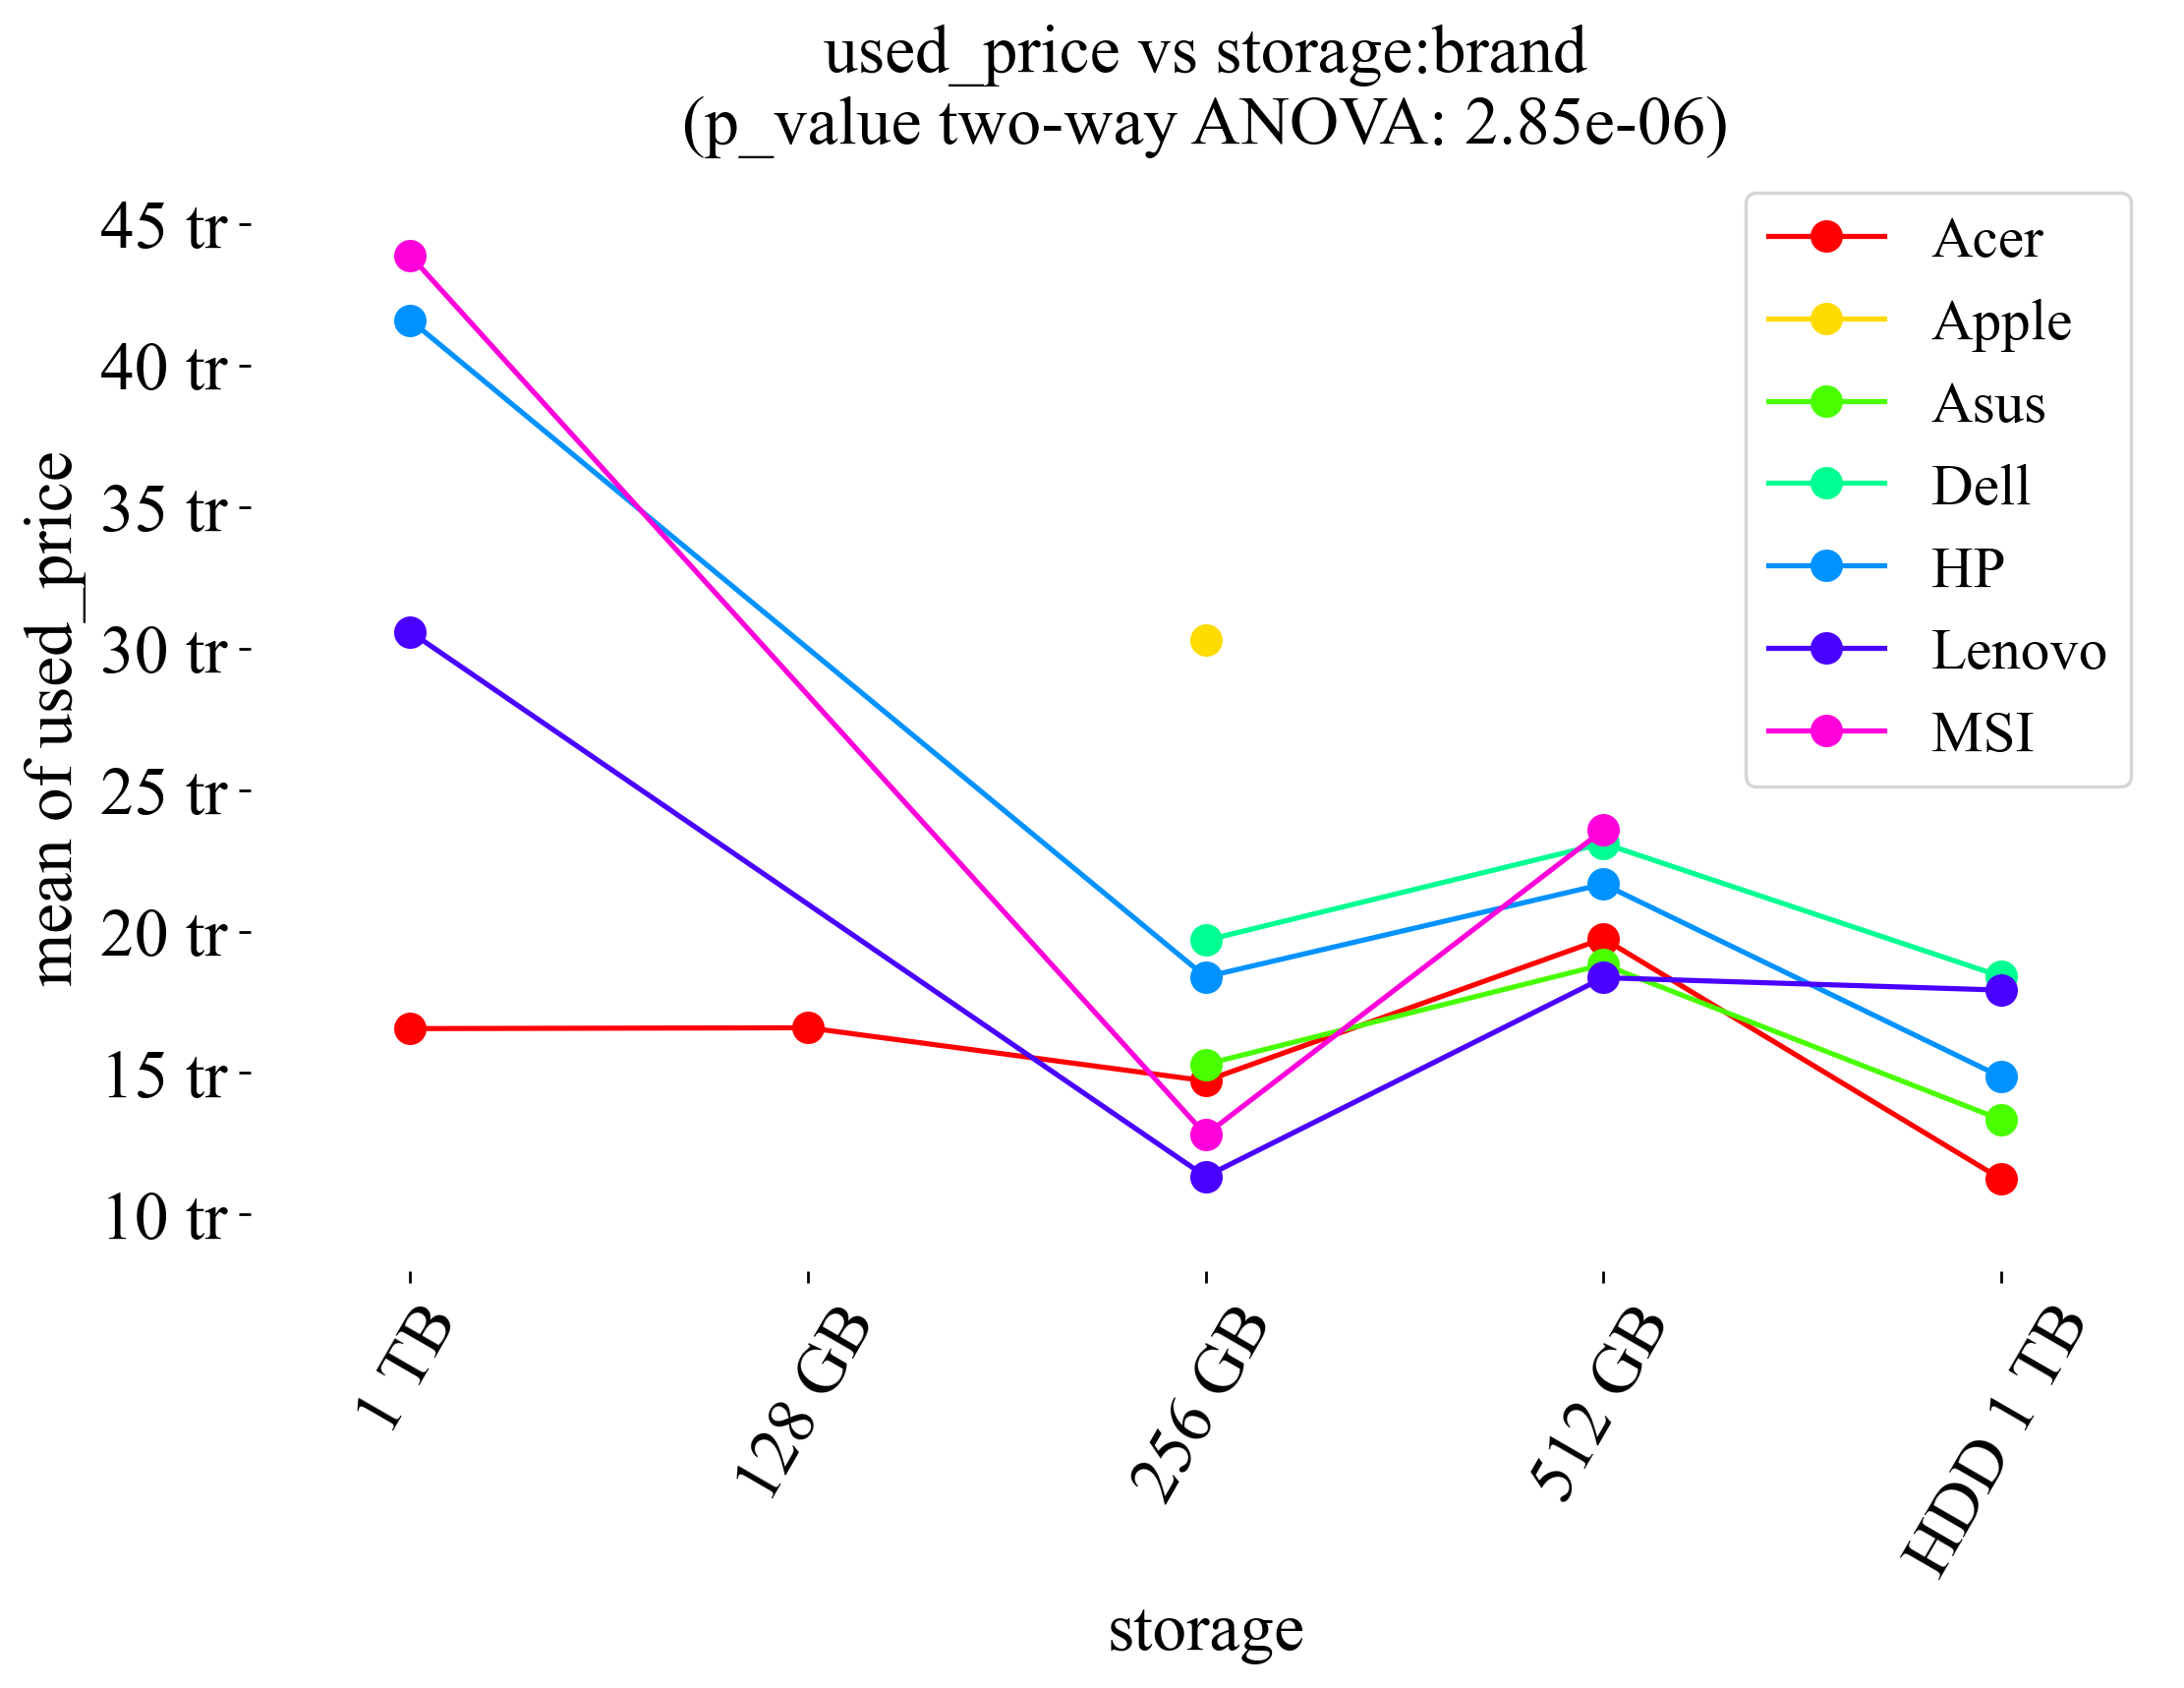 used_price vs storage:brand
(p_value two-way ANOVA: 2.85e-06)
mean of used_price
45 tr
40 tr
35 tr
30 tr
25 tr
20 tr
15 tr
10 tr
Acer
Apple
Asus
Dell
HP
Lenovo
MSI
1 TB
128 GB
256 GB
512 GB
HDD 1 TB
storage